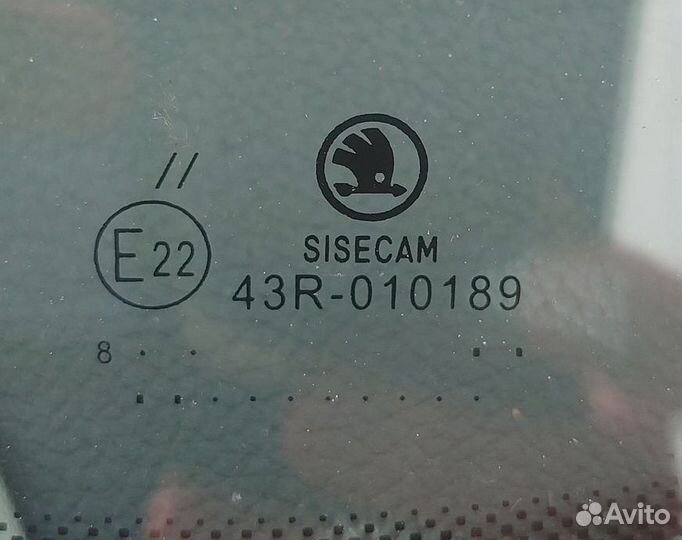 //
E22
SISECAM
43R-010189
8
Avito